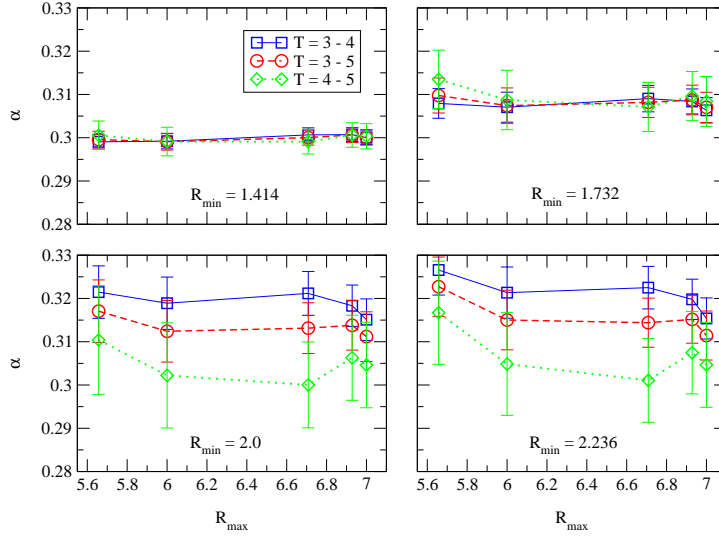 0.33
0.32
0.31
0.3
0.29
0.28
α
T = 3 - 4
T = 3 - 5
T = 4 - 5
R_min = 1.414
R_min = 1.732
0.33
0.32
0.31
0.3
0.29
0.28
α
R_min = 2.0
R_min = 2.236
5.6 5.8 6 6.2 6.4 6.6 6.8 7
5.6 5.8 6 6.2 6.4 6.6 6.8 7
R_max
R_max